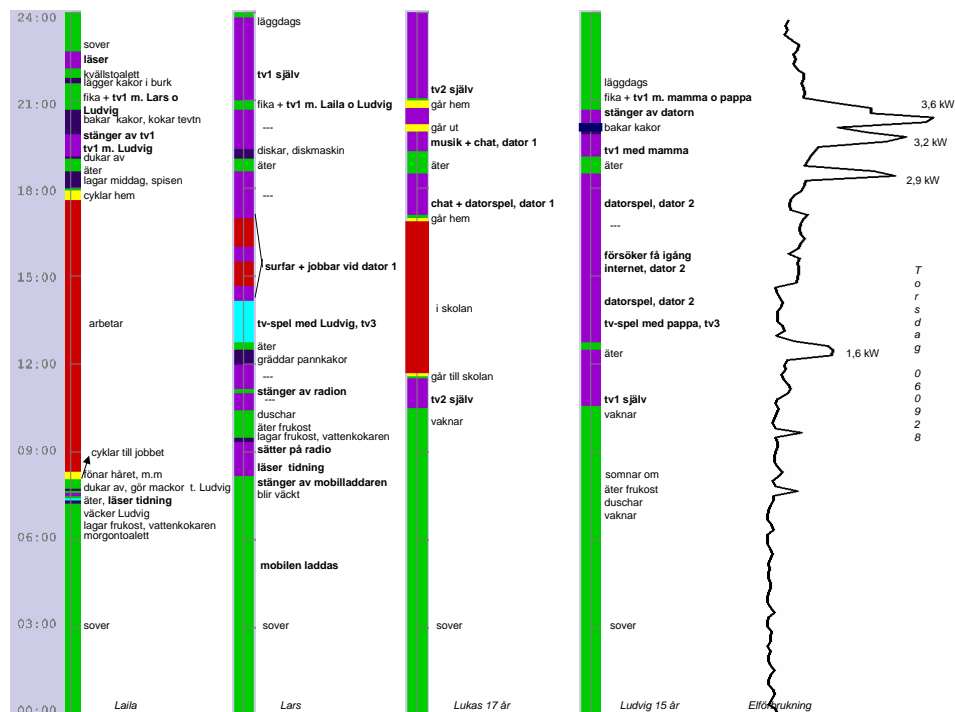 24:00
21:00
18:00
15:00
12:00
09:00
06:00
03:00
00:00
sover
läser
kvällstoalett
lägger kakor i burk
fika + tv1 m. Lars o
Ludvig
bakar kakor, kokar tevtn
stänger av tv1
tv1 m. Ludvig
dukar av
äter
lagar middag, spisen
cyklar hem
arbetar
cyklar till jobbet
fönar håret, m.m
dukar av, gör mackor t. Ludvig
äter, läser tidning
väcker Ludvig
lagar frukost, vattenkokaren
morgontoalett
sover
Laila
läggdags
tv1 själv
fika + tv1 m. Laila o Ludvig
---
diskar, diskmaskin
äter
---
surfar + jobbar vid dator 1
tv-spel med Ludvig, tv3
äter
gräddar pannkakor
---
stänger av radion
---
duschar
äter frukost
lagar frukost, vattenkokaren
sätter på radio
läser tidning
stänger av mobilladdaren
blir väckt
mobilen laddas
sover
Lars
tv2 själv
går hem
går ut
musik + chat, dator 1
äter
chat + datorspel, dator 1
går hem
i skolan
går till skolan
tv2 själv
vaknar
sover
Lukas 17 år
läggdags
fika + tv1 m. mamma o pappa
stänger av datorn
bakar kakor
tv1 med mamma
äter
datorspel, dator 2
---
försöker få igång
internet, dator 2
datorspel, dator 2
tv-spel med pappa, tv3
äter
tv1 själv
vaknar
somnar om
äter frukost
duschar
vaknar
sover
Ludvig 15 år
3,6 kW
3,2 kW
2,9 kW
1,6 kW
Elförbrukning
Torsdag 060928